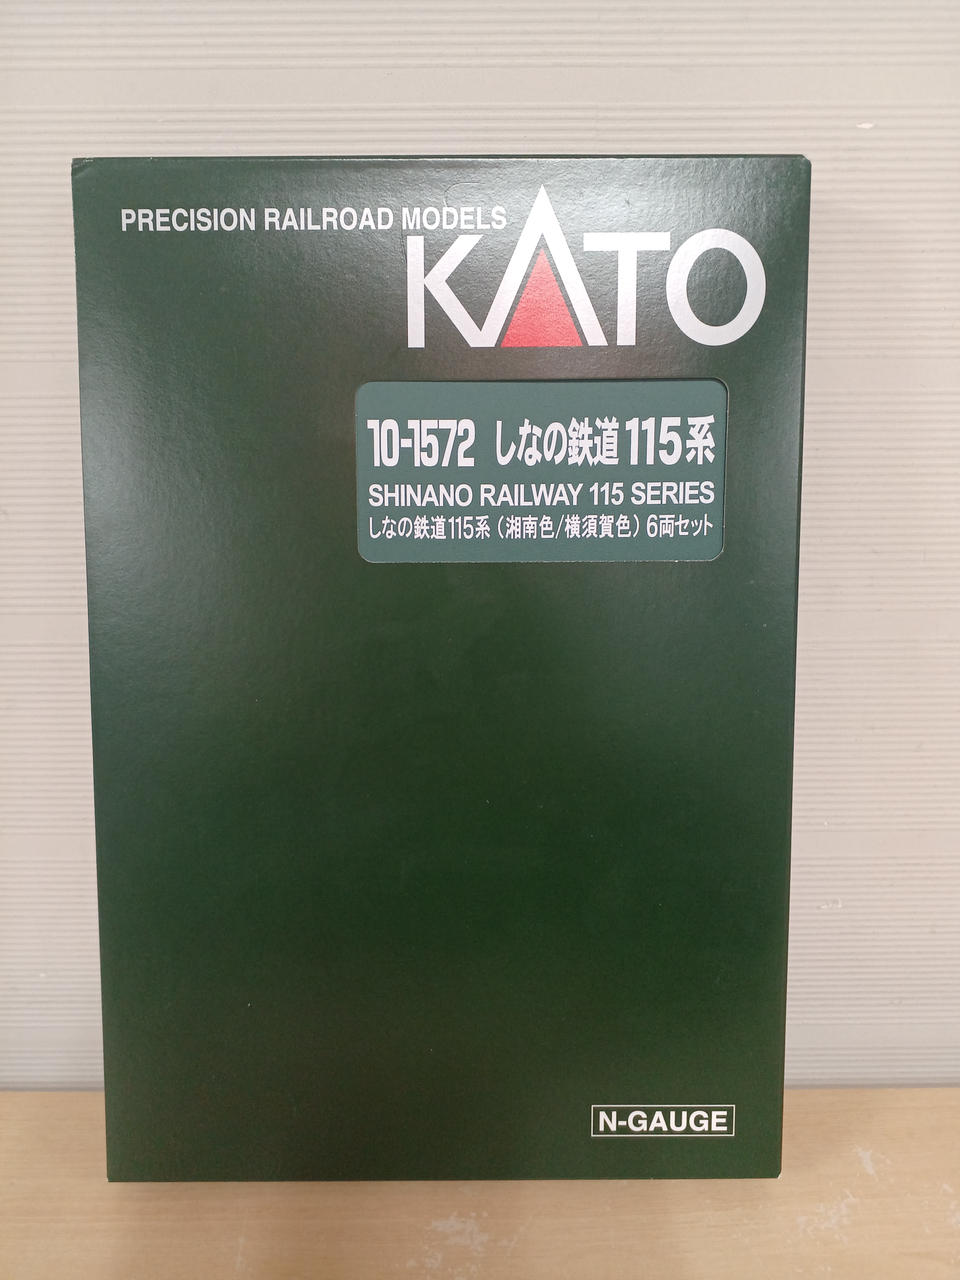 PRECISION RAILROAD MODELS
KATO
10-1572 しなの鉄道115系
SHINANO RAILWAY 115 SERIES
しなの鉄道115系（湘南色/横須賀色）6両セット
N-GAUGE